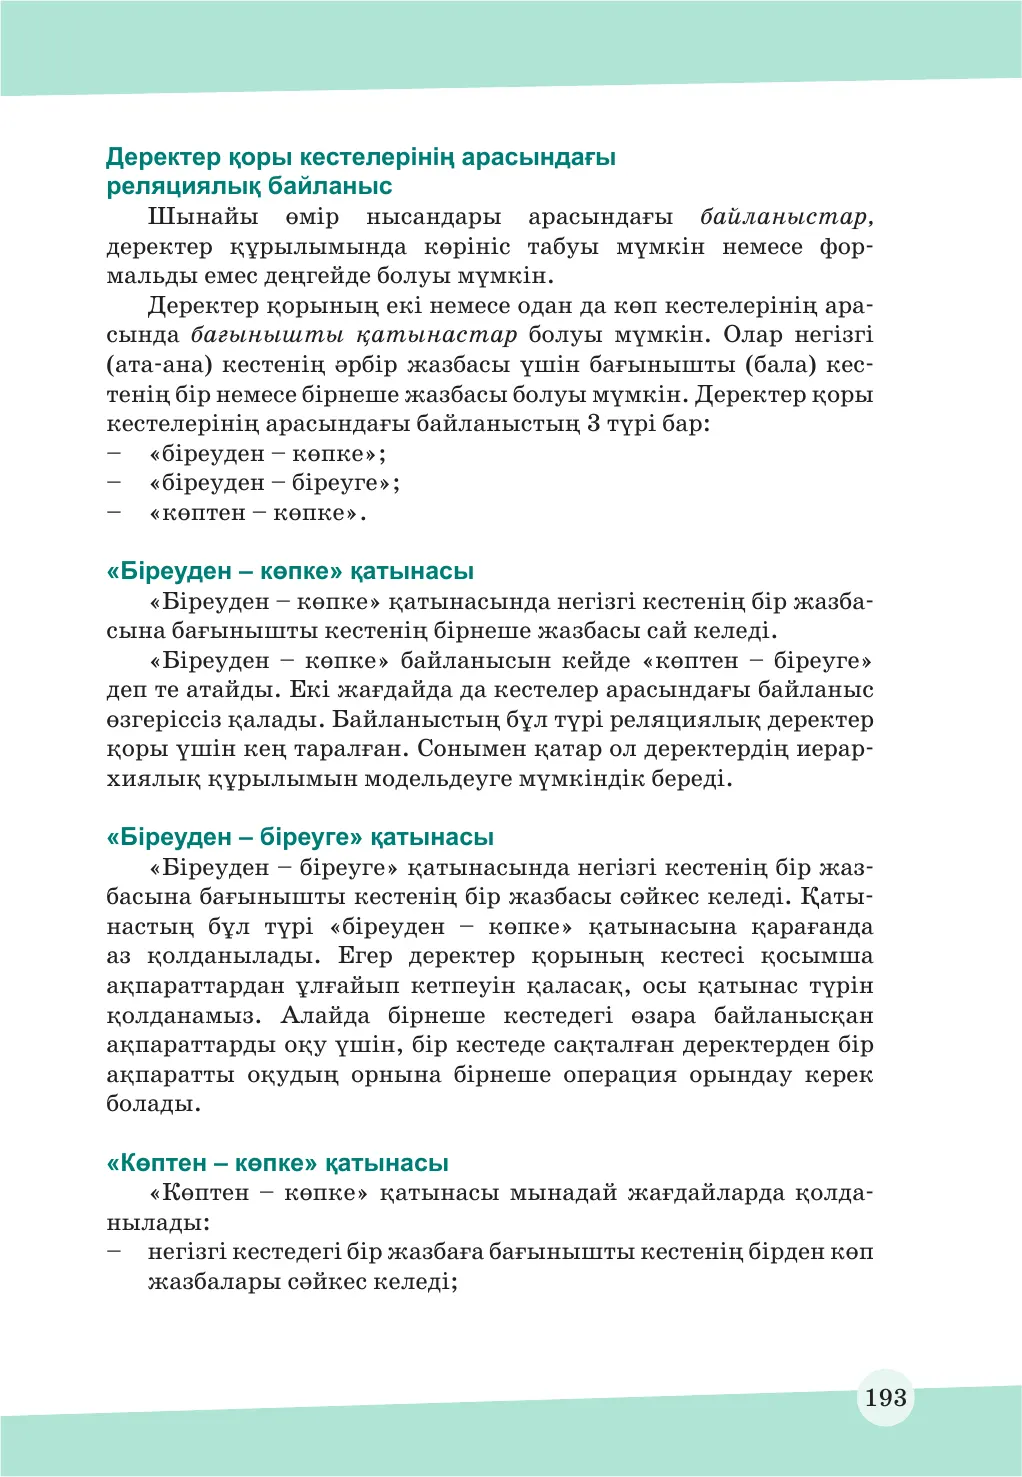 Деректер қоры кестелерінің арасындағы
реляциялық байланыс
Шынайы өмір нысандары арасындағы байланыстар,
деректер құрылымында көрініс табуы мүмкін немесе фор-
мальды емес деңгейде болуы мүмкін.
Деректер қорының екі немесе одан да көп кестелерінің ара-
сында бағынышты қатынастар болуы мүмкін. Олар негізгі
(ата-ана) кестенің әрбір жазбасы үшін бағынышты (бала) кес-
тенің бір немесе бірнеше жазбасы болуы мүмкін. Деректер қоры
кестелерінің арасындағы байланыстың 3 түрі бар:
– «біреуден – көпке»;
– «біреуден – біреуге»;
– «көптен – көпке».
«Біреуден – көпке» қатынасы
«Біреуден – көпке» қатынасында негізгі кестенің бір жазба-
сына бағынышты кестенің бірнеше жазбасы сай келеді.
«Біреуден – көпке» байланысын кейде «көптен – біреуге»
деп те атайды. Екі жағдайда да кестелер арасындағы байланыс
өзгеріссіз қалады. Байланыстың бұл түрі реляциялық деректер
қоры үшін кең таралған. Сонымен қатар ол деректердің иерар-
хиялық құрылымын модельдеуге мүмкіндік береді.
«Біреуден – біреуге» қатынасы
«Біреуден – біреуге» қатынасында негізгі кестенің бір жаз-
басына бағынышты кестенің бір жазбасы сәйкес келеді. Қаты-
настың бұл түрі «біреуден – көпке» қатынасына қарағанда
аз қолданылады. Егер деректер қорының кестесі қосымша
ақпараттардан ұлғайып кетпеуін қаласақ, осы қатынас түрін
қолданамыз. Алайда бірнеше кестедегі өзара байланысқан
ақпараттарды оқу үшін, бір кестеде сақталған деректерден бір
ақпаратты оқудың орнына бірнеше операция орындау керек
болады.
«Көптен – көпке» қатынасы
«Көптен – көпке» қатынасы мынадай жағдайларда қолда-
нылады:
– негізгі кестедегі бір жазбаға бағынышты кестенің бірден көп
жазбалары сәйкес келеді;
193